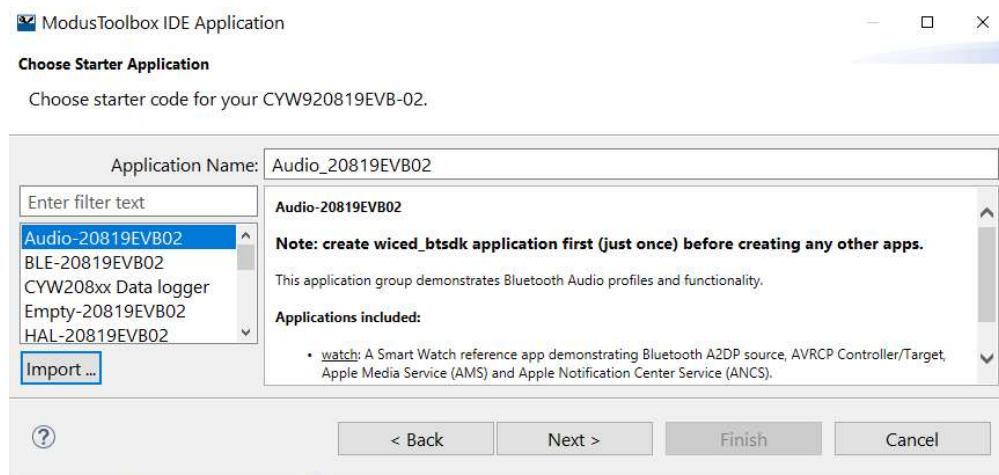 ModusToolbox IDE Application
Choose Starter Application
Choose starter code for your CYW920819EVB-02.
Application Name: Audio_20819EVB02
Enter filter text
Audio-20819EVB02
BLE-20819EVB02
CYW208xx Data logger
Empty-20819EVB02
HAL-20819EVB02
Import ...
Audio-20819EVB02
Note: create wiced_btsdk application first (just once) before creating any other apps.
This application group demonstrates Bluetooth Audio profiles and functionality.
Applications included:
• watch: A Smart Watch reference app demonstrating Bluetooth A2DP source, AVRCP Controller/Target,
Apple Media Service (AMS) and Apple Notification Center Service (ANCS).
? < Back Next > Finish Cancel